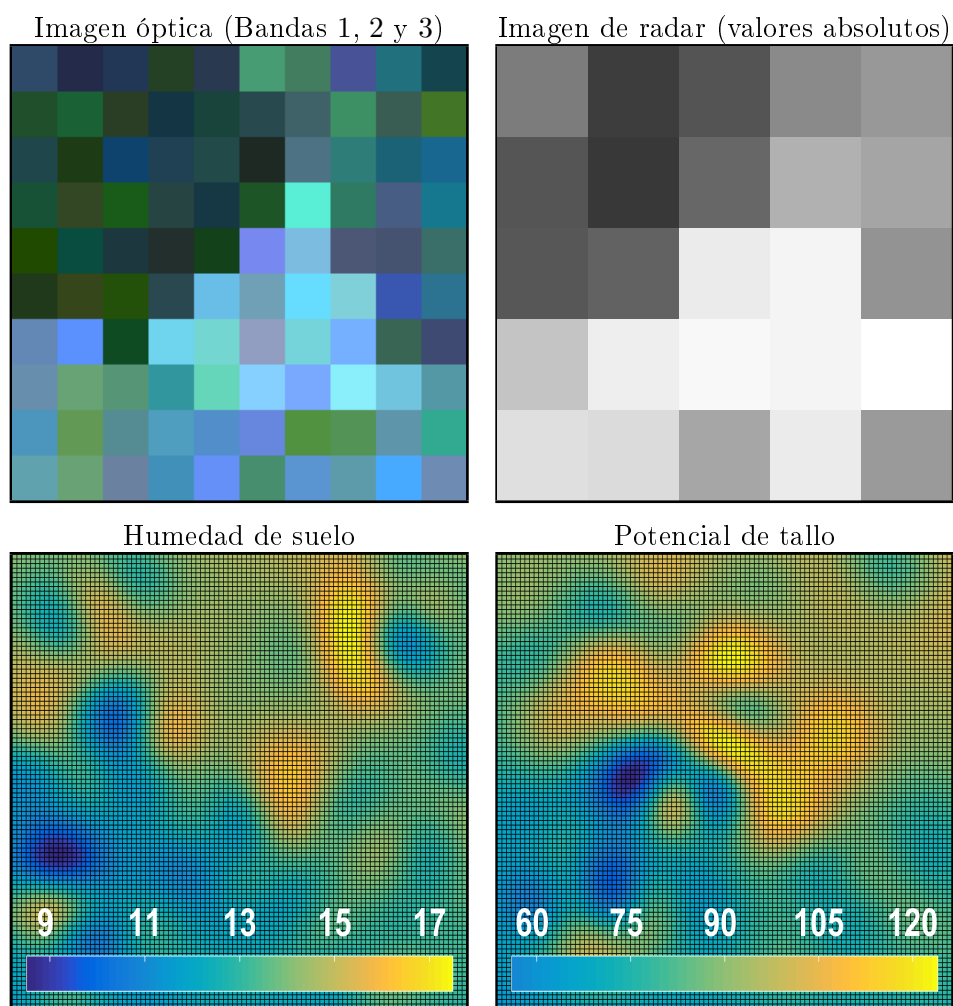 Imagen óptica (Bandas 1, 2 y 3)
Imagen de radar (valores absolutos)
Humedad de suelo
Potencial de tallo
9 11 13 15 17
60 75 90 105 120